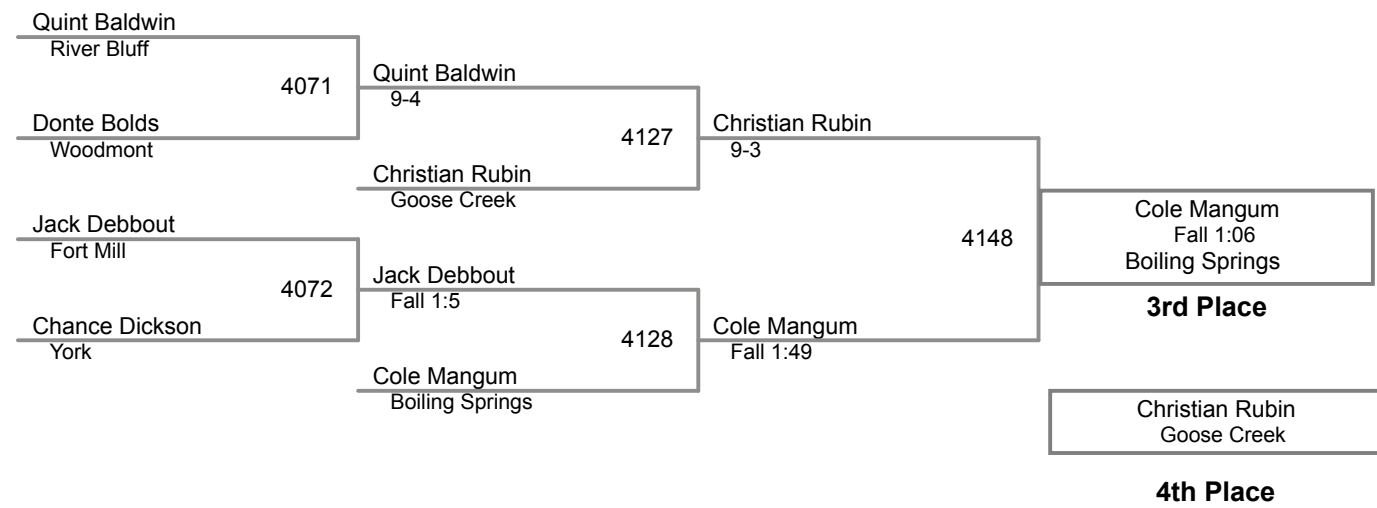 Quint Baldwin
River Bluff
4071
Donte Bolds
Woodmont
Quint Baldwin
9-4
4127
Christian Rubin
Goose Creek
Christian Rubin
9-3
Jack Debbout
Fort Mill
4072
Chance Dickson
York
Jack Debbout
Fall 1:5
4128
Cole Mangum
Boiling Springs
Cole Mangum
Fall 1:49
4148
Cole Mangum
Fall 1:06
Boiling Springs
3rd Place
Christian Rubin
Goose Creek
4th Place